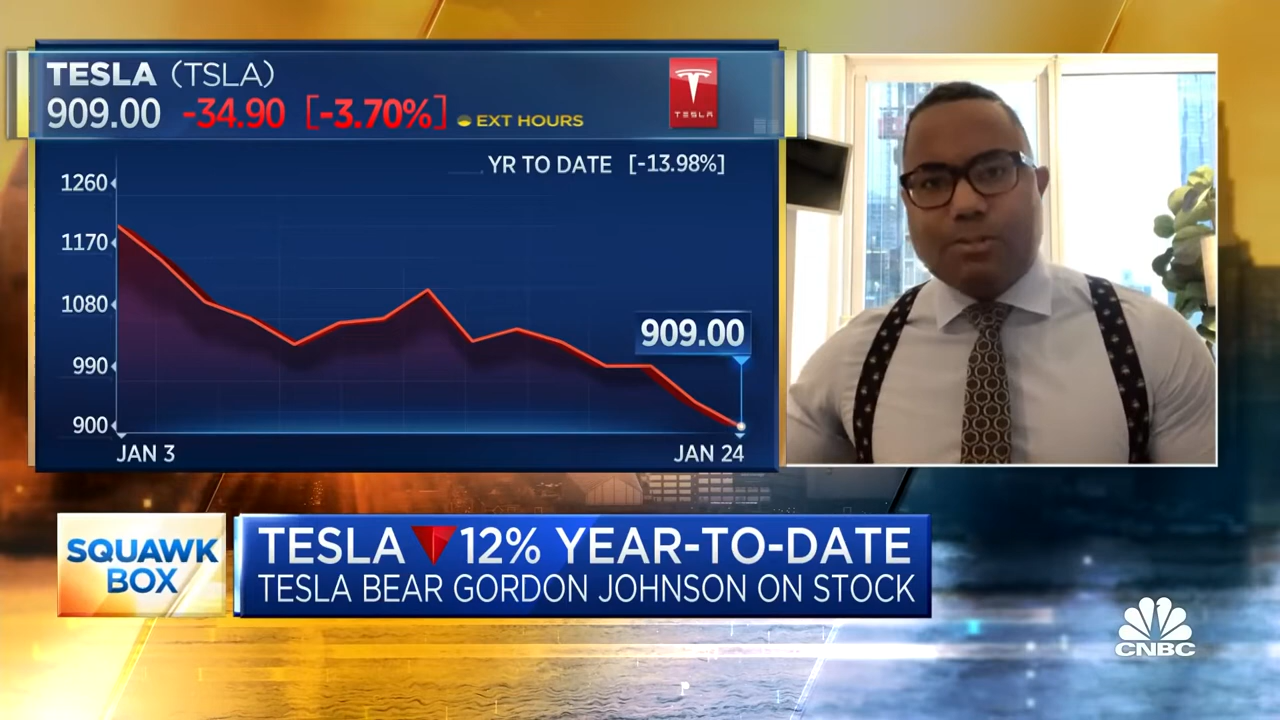 TESLA (TSLA)
909.00 -34.90 [-3.70%] EXT HOURS
TESLA
YR TO DATE [-13.98%]
1260
1170
1080
990
900
909.00
JAN 3
JAN 24
SQUAWK
BOX
TESLA 12% YEAR-TO-DATE
TESLA BEAR GORDON JOHNSON ON STOCK
CNBC